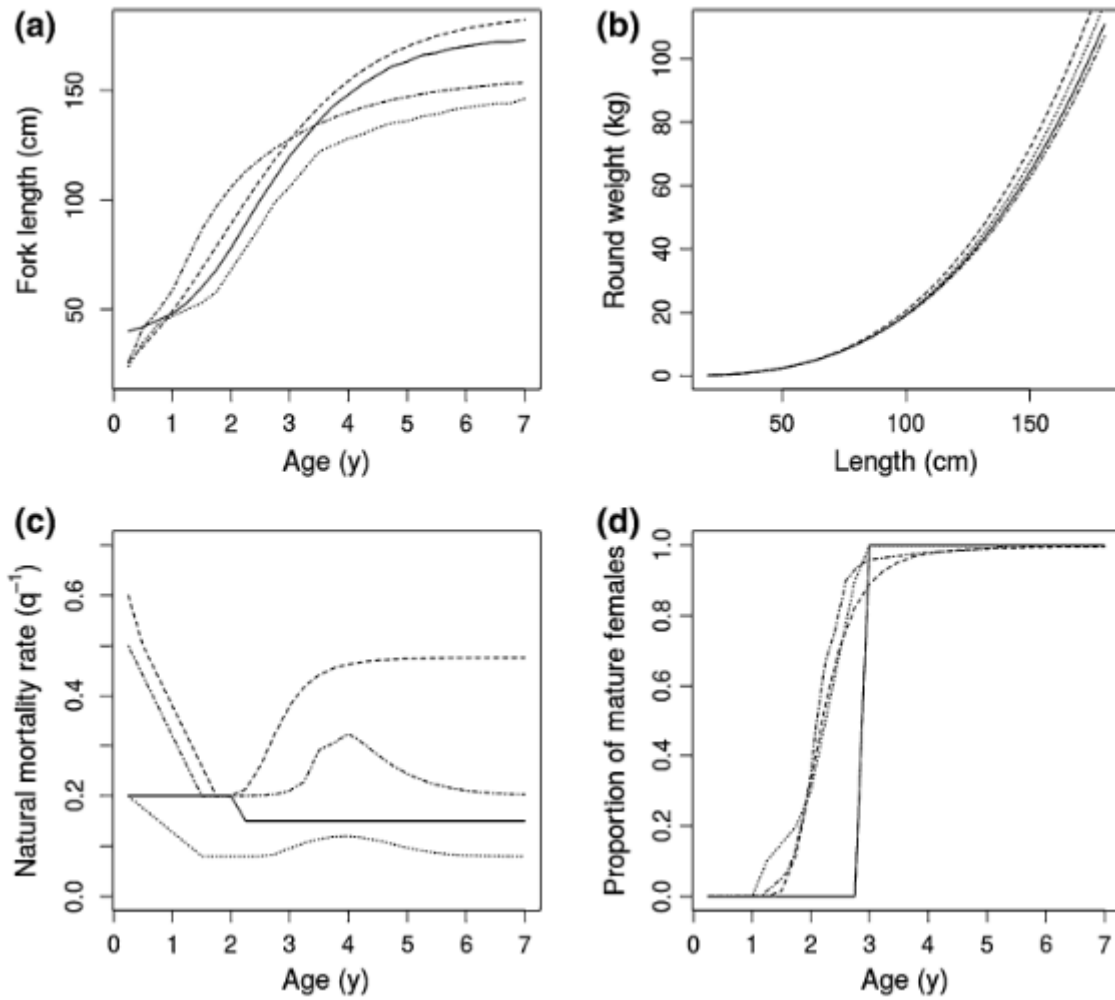 (a)
Fork length (cm)
150
100
50
0 1 2 3 4 5 6 7
Age (y)
(b)
Round weight (kg)
100
80
60
40
20
0
50 100 150
Length (cm)
(c)
Natural mortality rate (q⁻¹)
0.6
0.4
0.2
0.0
0 1 2 3 4 5 6 7
Age (y)
(d)
Proportion of mature females
1.0
0.8
0.6
0.4
0.2
0.0
0 1 2 3 4 5 6 7
Age (y)